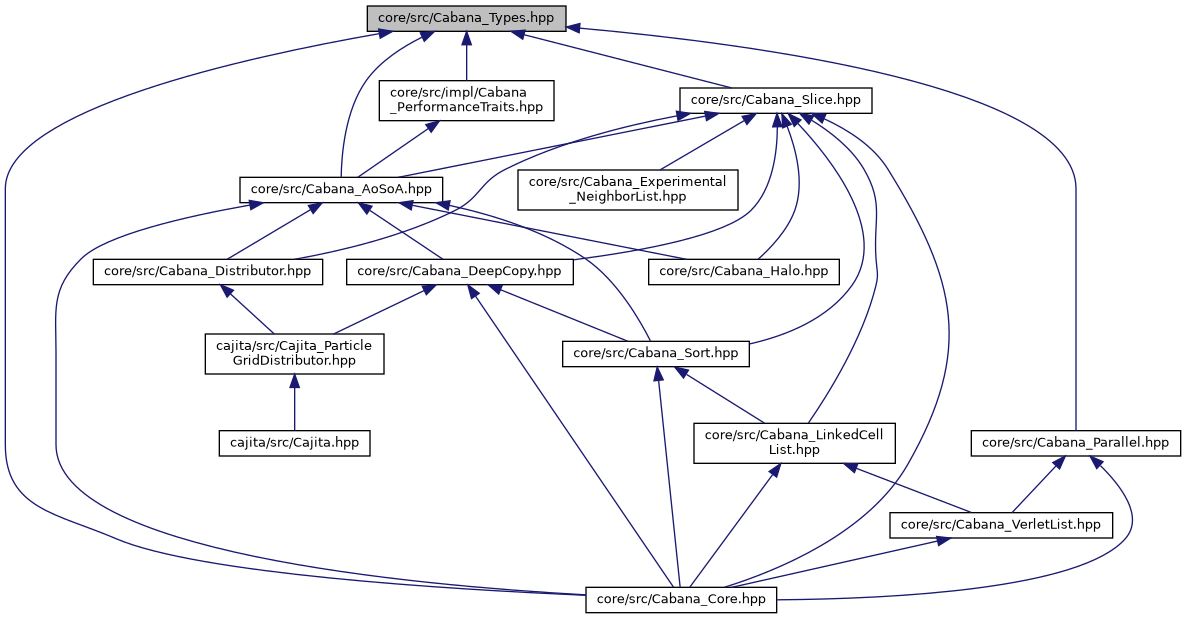 core/src/Cabana_Types.hpp
core/src/impl/Cabana
_PerformanceTraits.hpp
core/src/Cabana_Slice.hpp
core/src/Cabana_AoSoA.hpp
core/src/Cabana_Experimental
_NeighborList.hpp
core/src/Cabana_Distributor.hpp
core/src/Cabana_DeepCopy.hpp
core/src/Cabana_Halo.hpp
cajita/src/Cajita_Particle
GridDistributor.hpp
core/src/Cabana_Sort.hpp
cajita/src/Cajita.hpp
core/src/Cabana_LinkedCell
List.hpp
core/src/Cabana_Parallel.hpp
core/src/Cabana_VerletList.hpp
core/src/Cabana_Core.hpp